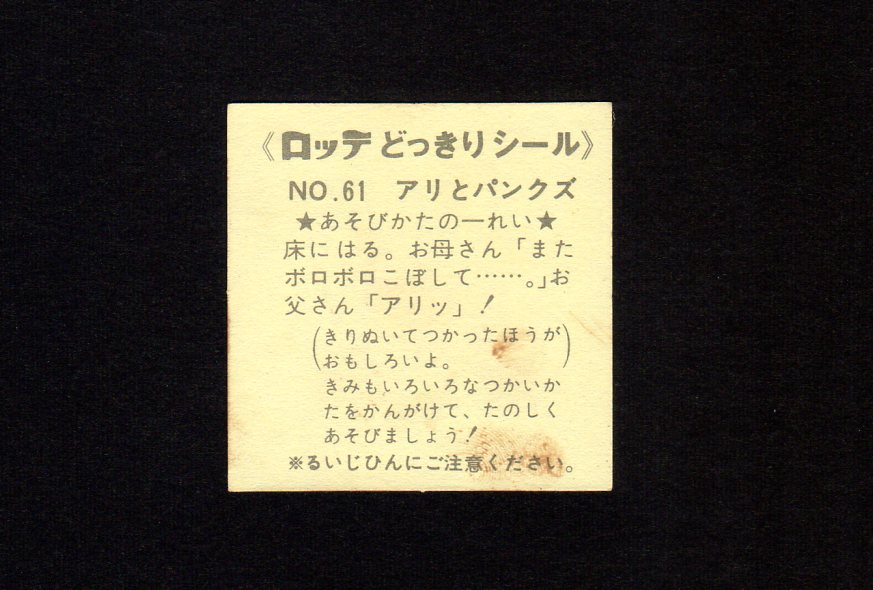 《ロッテどっきりシール》
NO.61 アリとパンクズ
★あそびかたの一れい★
床にはる。お母さん「また
ボロボロこぼして……。」お
父さん「アリッ」!
(きりぬいてつかったほうが
おもしろいよ。)
きみもいろいろなつかいか
たをかんがけて、たのしく
あそびましょう!
※るいじひんにご注意ください。